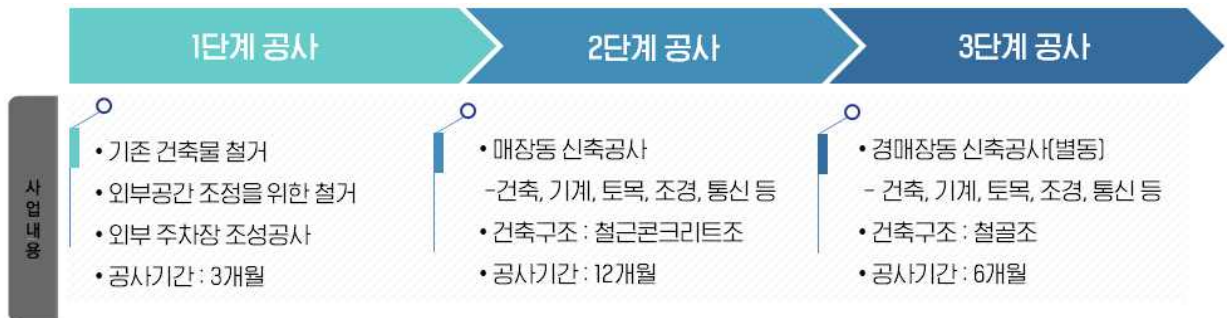 1단계 공사
2단계 공사
3단계 공사
사업내용
• 기존 건축물 철거
• 외부공간 조정을 위한 철거
• 외부 주차장 조성공사
• 공사기간 : 3개월
• 매장동 신축공사
-건축, 기계, 토목, 조경, 통신 등
• 건축구조 : 철근콘크리트조
• 공사기간 : 12개월
• 경매장동 신축공사(별동)
- 건축, 기계, 토목, 조경, 통신 등
• 건축구조 : 철골조
• 공사기간 : 6개월